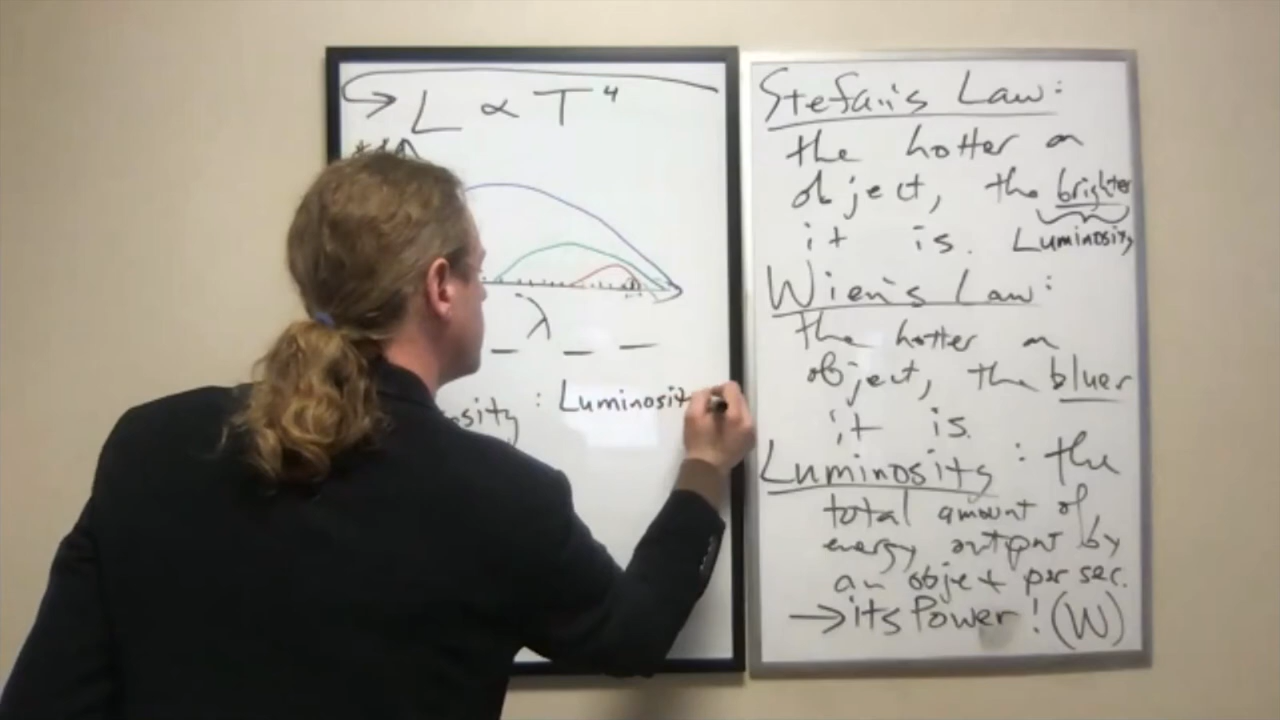 L ∝ T⁴
λ
sity : Luminosit
Stefan's Law:
the hotter an
object, the brighter
it is. Luminosity
Wien's Law:
the hotter an
object, the bluer
it is.
Luminosity : the
total amount of
energy output by
an object per sec.
→ its Power! (W)